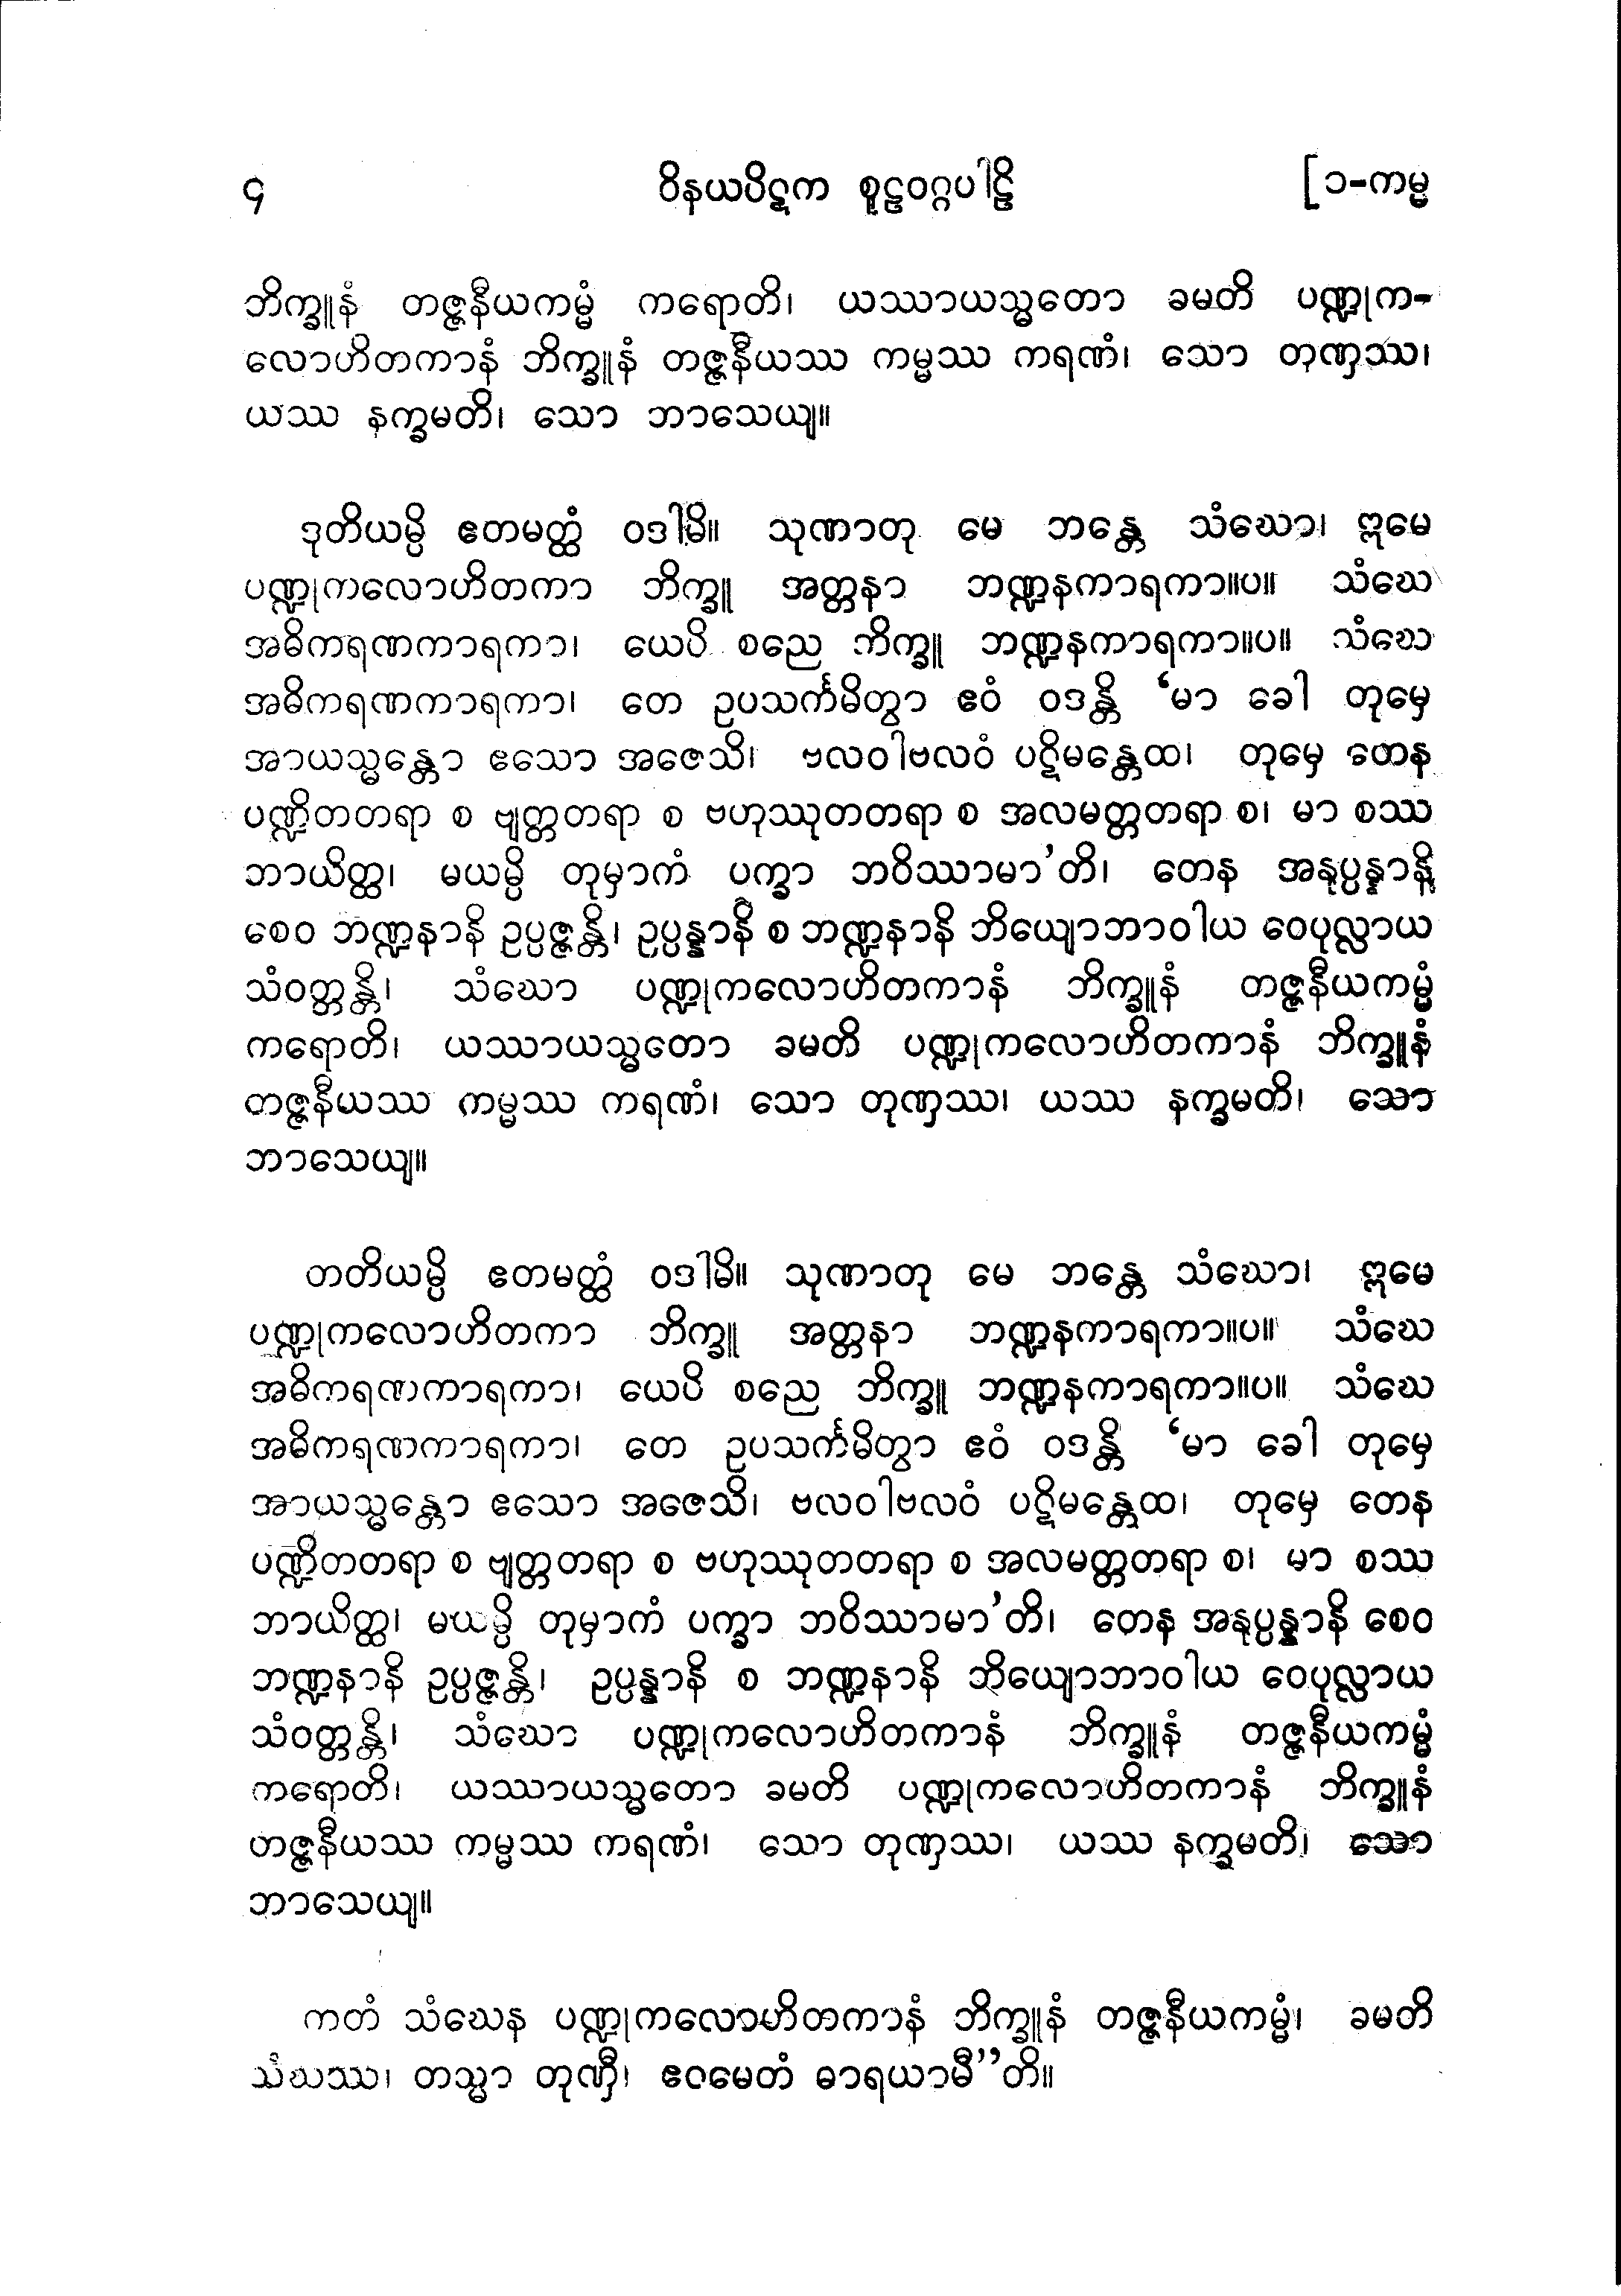 ၄ ဝိနယပိဋက စူဠဝဂ္ဂပါဠိ [၁-ကမ္မ
ဘိက္ခူနံ တဇ္ဇနီယကမ္မံ ကရောတိ၊ ယဿာယသ္မတော ခမတိ ပဏ္ဍုက-
လောဟိတကာနံ ဘိက္ခူနံ တဇ္ဇနီယဿ ကမ္မဿ ကရဏံ၊ သော တုဏှဿ၊
ယဿ နက္ခမတိ၊ သော ဘာသေယျ။
ဒုတိယမ္ပိ ဧတမတ္ထံ ဝဒါမိ။ သုဏာတု မေ ဘန္တေ သံဃော၊ ဣမေ
ပဏ္ဍုကလောဟိတကာ ဘိက္ခူ အတ္တနာ ဘဏ္ဍနကာရကာ။ပ။ သံဃေ
အဓိကရဏကာရကာ၊ ယေပိ စညေ ဘိက္ခူ ဘဏ္ဍနကာရကာ။ပ။ သံဃေ
အဓိကရဏကာရကာ၊ တေ ဥပသင်္ကမိတွာ ဧဝံ ဝဒန္တိ ‘မာ ခေါ တုမှေ
အာယသ္မန္တော ဧသော အဇေသိ၊ ဗလဝါဗလဝံ ပဋိမန္တေထ၊ တုမှေ တေန
ပဏ္ဍိတတရာ စ ဗျတ္တတရာ စ ဗဟုဿုတတရာ စ အလမတ္တတရာ စ၊ မာ စဿ
ဘာယိတ္ထ၊ မယမ္ပိ တုမှာကံ ပက္ခာ ဘဝိဿာမာ’တိ၊ တေန အနုပ္ပန္နာနိ
စေဝ ဘဏ္ဍနာနိ ဥပ္ပဇ္ဇန္တိ၊ ဥပ္ပန္နာနိ စ ဘဏ္ဍနာနိ ဘိယျောဘာဝါယ ဝေပုလ္လာယ
သံဝတ္တန္တိ၊ သံဃော ပဏ္ဍုကလောဟိတကာနံ ဘိက္ခူနံ တဇ္ဇနီယကမ္မံ
ကရောတိ၊ ယဿာယသ္မတော ခမတိ ပဏ္ဍုကလောဟိတကာနံ ဘိက္ခူနံ
တဇ္ဇနီယဿ ကမ္မဿ ကရဏံ၊ သော တုဏှဿ၊ ယဿ နက္ခမတိ၊ သော
ဘာသေယျ။
တတိယမ္ပိ ဧတမတ္ထံ ဝဒါမိ။ သုဏာတု မေ ဘန္တေ သံဃော၊ ဣမေ
ပဏ္ဍုကလောဟိတကာ ဘိက္ခူ အတ္တနာ ဘဏ္ဍနကာရကာ။ပ။ သံဃေ
အဓိကရဏကာရကာ၊ ယေပိ စညေ ဘိက္ခူ ဘဏ္ဍနကာရကာ။ပ။ သံဃေ
အဓိကရဏကာရကာ၊ တေ ဥပသင်္ကမိတွာ ဧဝံ ဝဒန္တိ ‘မာ ခေါ တုမှေ
အာယသ္မန္တော ဧသော အဇေသိ၊ ဗလဝါဗလဝံ ပဋိမန္တေထ၊ တုမှေ တေန
ပဏ္ဍိတတရာ စ ဗျတ္တတရာ စ ဗဟုဿုတတရာ စ အလမတ္တတရာ စ၊ မာ စဿ
ဘာယိတ္ထ၊ မယမ္ပိ တုမှာကံ ပက္ခာ ဘဝိဿာမာ’တိ၊ တေန အနုပ္ပန္နာနိ စေဝ
ဘဏ္ဍနာနိ ဥပ္ပဇ္ဇန္တိ၊ ဥပ္ပန္နာနိ စ ဘဏ္ဍနာနိ ဘိယျောဘာဝါယ ဝေပုလ္လာယ
သံဝတ္တန္တိ၊ သံဃော ပဏ္ဍုကလောဟိတကာနံ ဘိက္ခူနံ တဇ္ဇနီယကမ္မံ
ကရောတိ၊ ယဿာယသ္မတော ခမတိ ပဏ္ဍုကလောဟိတကာနံ ဘိက္ခူနံ
တဇ္ဇနီယဿ ကမ္မဿ ကရဏံ၊ သော တုဏှဿ၊ ယဿ နက္ခမတိ၊ သော
ဘာသေယျ။
ကတံ သံဃေန ပဏ္ဍုကလောဟိတကာနံ ဘိက္ခူနံ တဇ္ဇနီယကမ္မံ၊ ခမတိ
သံဃဿ၊ တသ္မာ တုဏှီ၊ ဧဝမေတံ ဓာရယာမီ”တိ။